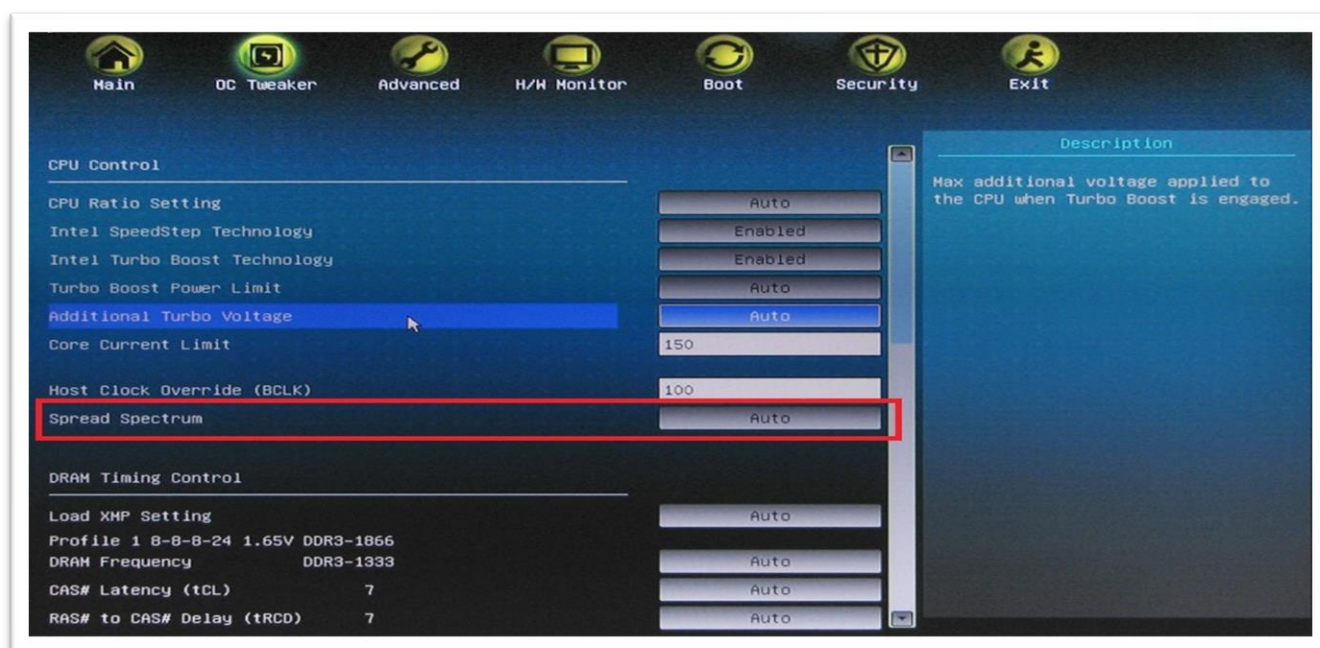 Main OC Tweaker Advanced H/W Monitor Boot Security Exit
Description
Max additional voltage applied to
the CPU when Turbo Boost is engaged.
CPU Control
CPU Ratio Setting Auto
Intel SpeedStep Technology Enabled
Intel Turbo Boost Technology Enabled
Turbo Boost Power Limit Auto
Additional Turbo Voltage Auto
Core Current Limit 150
Host Clock Override (BCLK) 100
Spread Spectrum Auto
DRAM Timing Control
Load XMP Setting Auto
Profile 1 8-8-8-24 1.65V DDR3-1866
DRAM Frequency DDR3-1333 Auto
CAS# Latency (tCL) 7 Auto
RAS# to CAS# Delay (tRCD) 7 Auto